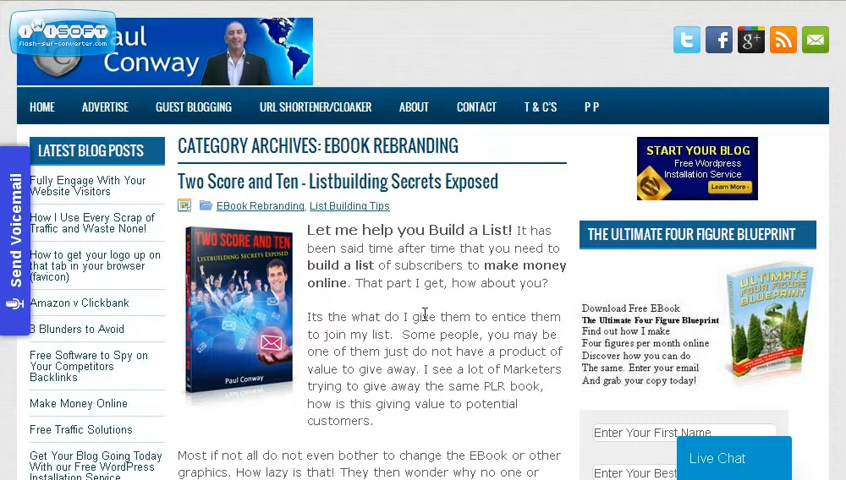 iwisoft
flash-swf-converter.com
Paul
Conway
HOME
ADVERTISE
GUEST BLOGGING
URL SHORTENER/CLOAKER
ABOUT
CONTACT
T & C'S
P P
Send Voicemail
LATEST BLOG POSTS
Fully Engage With Your
Website Visitors
How I Use Every Scrap of
Traffic and Waste None!
How to get your logo up on
that tab in your browser
(favicon)
Amazon v Clickbank
3 Blunders to Avoid
Free Software to Spy on
Your Competitors
Backlinks
Make Money Online
Free Traffic Solutions
Get Your Blog Going Today
With our Free WordPress
Installation Service
CATEGORY ARCHIVES: EBOOK REBRANDING
Two Score and Ten - Listbuilding Secrets Exposed
EBook Rebranding, List Building Tips
TWO SCORE AND TEN
LISTBUILDING SECRETS EXPOSED
Paul Conway
Let me help you Build a List! It has
been said time after time that you need to
build a list of subscribers to make money
online. That part I get, how about you?
Its the what do I give them to entice them
to join my list. Some people, you may be
one of them just do not have a product of
value to give away. I see a lot of Marketers
trying to give away the same PLR book,
how is this giving value to potential
customers.
Most if not all do not even bother to change the EBook or other
graphics. How lazy is that! They then wonder why no one or
START YOUR BLOG
Free Wordpress
Installation Service
Learn More
THE ULTIMATE FOUR FIGURE BLUEPRINT
Download Free EBook
The Ultimate Four Figure Blueprint
Find out how I make
Four figures per month online
Discover how you can do
The same. Enter your email
And grab your copy today!
ULTIMATE
FOUR FIGURE
BLUEPRINT
Enter Your First Name
Enter Your Best
Live Chat